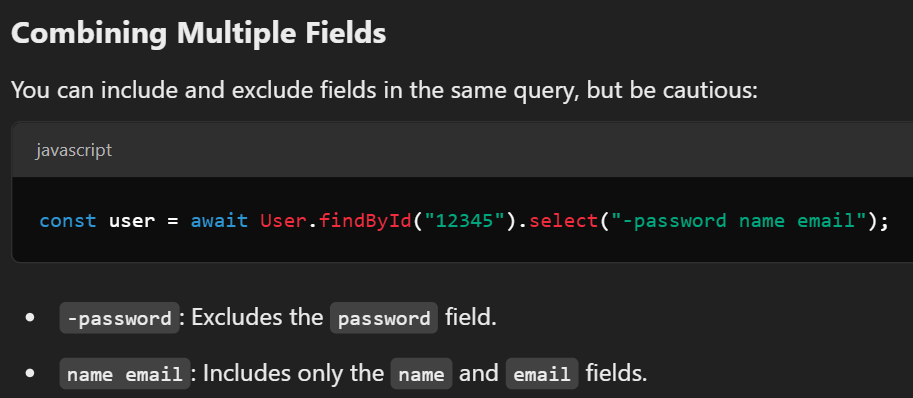 Combining Multiple Fields
You can include and exclude fields in the same query, but be cautious:
javascript
const user = await User.findById("12345").select("-password name email");
• -password: Excludes the password field.
• name email: Includes only the name and email fields.